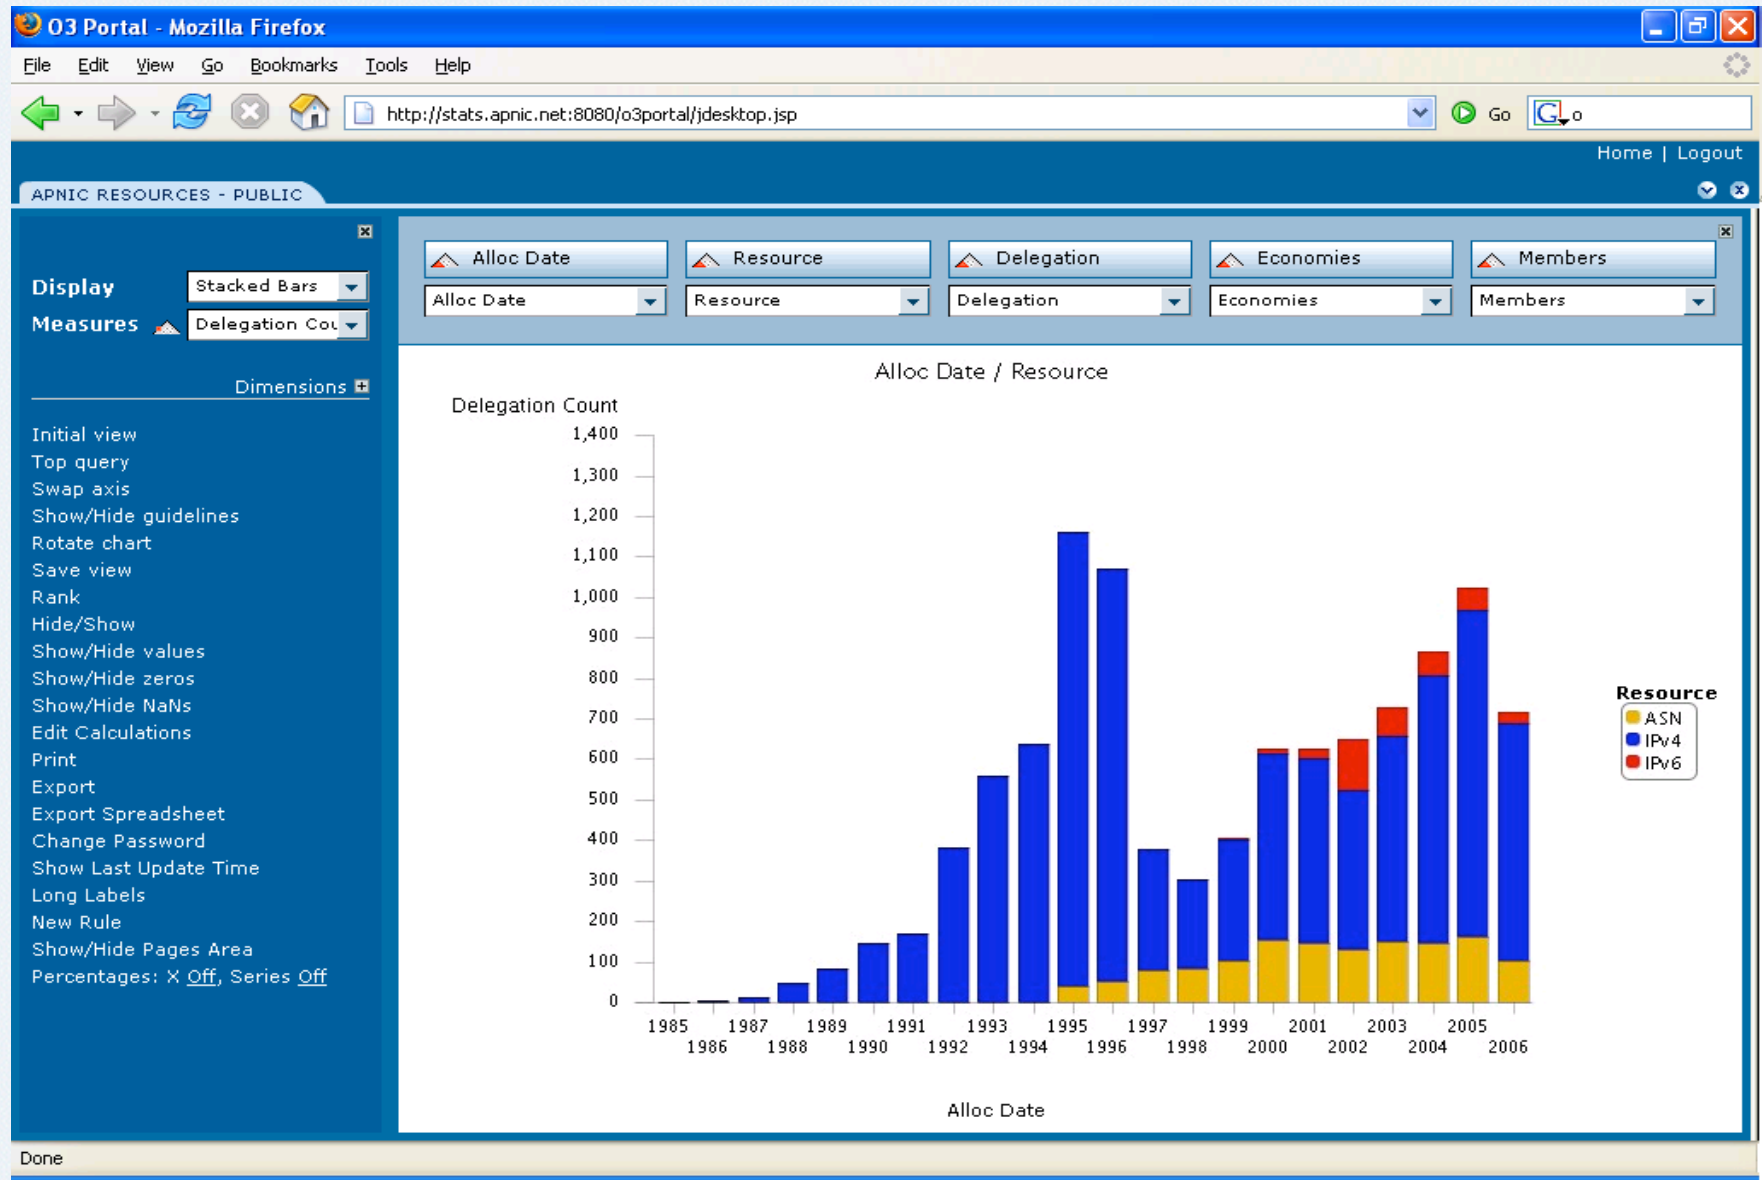 O3 Portal - Mozilla Firefox
File Edit View Go Bookmarks Tools Help
http://stats.apnic.net:8080/o3portal/jdesktop.jsp Go G o
Home | Logout
APNIC RESOURCES - PUBLIC
Display Stacked Bars
Measures Delegation Cou
Dimensions
Initial view
Top query
Swap axis
Show/Hide guidelines
Rotate chart
Save view
Rank
Hide/Show
Show/Hide values
Show/Hide zeros
Show/Hide NaNs
Edit Calculations
Print
Export
Export Spreadsheet
Change Password
Show Last Update Time
Long Labels
New Rule
Show/Hide Pages Area
Percentages: X Off, Series Off
Alloc Date Resource Delegation Economies Members
Alloc Date Resource Delegation Economies Members
Alloc Date / Resource
Delegation Count
1,400
1,300
1,200
1,100
1,000
900
800
700
600
500
400
300
200
100
0
1985 1987 1989 1991 1993 1995 1997 1999 2001 2003 2005
1986 1988 1990 1992 1994 1996 1998 2000 2002 2004 2006
Alloc Date
Resource
ASN
IPv4
IPv6
Done